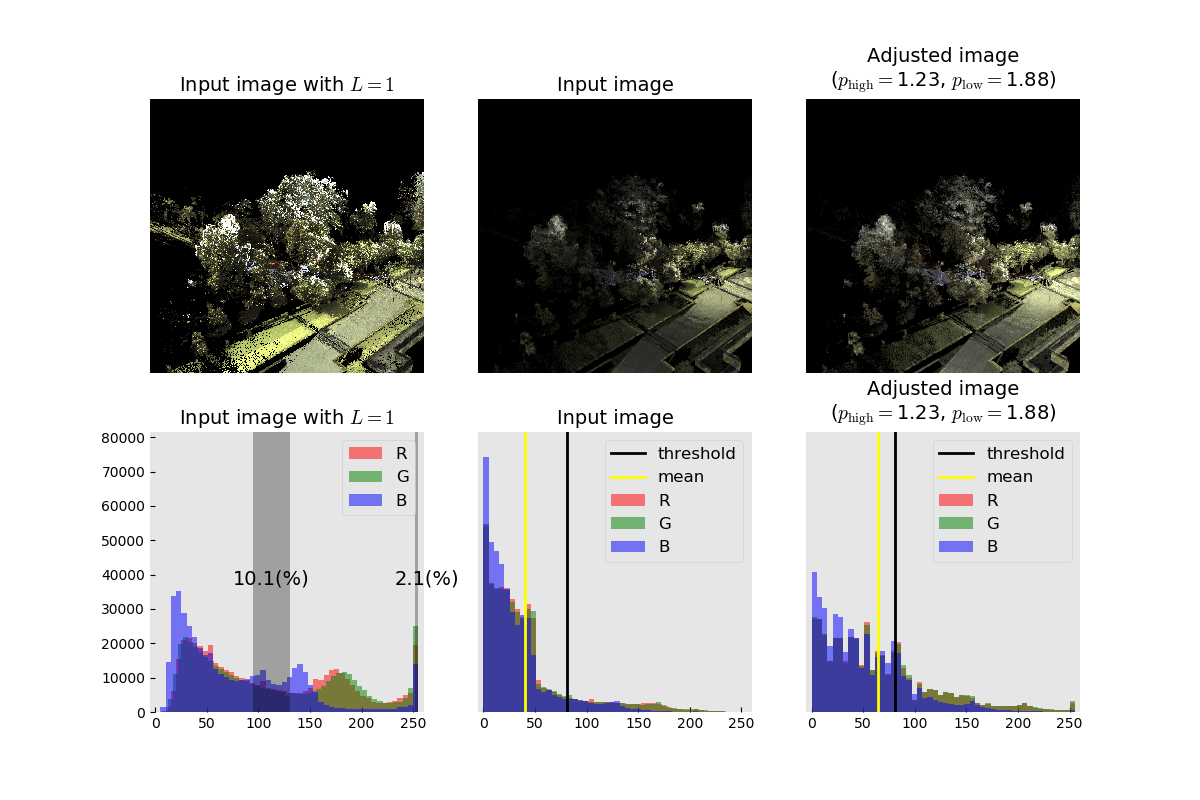 Input image with L = 1
Input image
Adjusted image
(p_high = 1.23, p_low = 1.88)
Input image with L = 1
80000
70000
60000
50000
40000
30000
20000
10000
0
0 50 100 150 200 250
R
G
B
10.1(%)
2.1(%)
Input image
threshold
mean
R
G
B
0 50 100 150 200 250
Adjusted image
(p_high = 1.23, p_low = 1.88)
threshold
mean
R
G
B
0 50 100 150 200 250